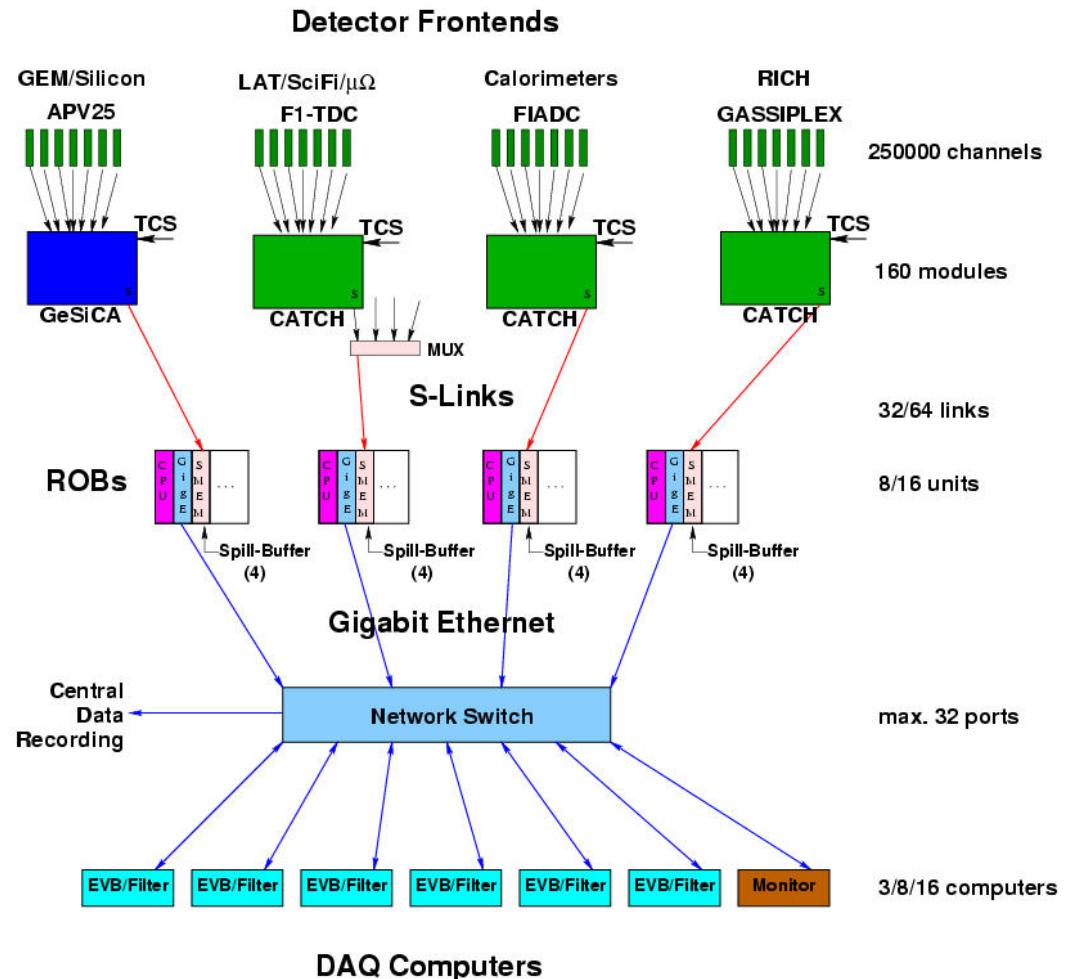 Detector Frontends
GEM/Silicon
LAT/SciFi/μΩ
Calorimeters
RICH
APV25
F1-TDC
FIADC
GASSIPLEX
250000 channels
TCS
TCS
TCS
TCS
S
S
S
S
160 modules
GeSiCA
CATCH
CATCH
CATCH
MUX
S-Links
32/64 links
ROBs
CPU
GigE
SMEM
...
CPU
GigE
SMEM
...
CPU
GigE
SMEM
...
CPU
GigE
SMEM
...
8/16 units
Spill-Buffer
(4)
Spill-Buffer
(4)
Spill-Buffer
(4)
Spill-Buffer
(4)
Gigabit Ethernet
Central
Data
Recording
Network Switch
max. 32 ports
EVB/Filter
EVB/Filter
EVB/Filter
EVB/Filter
EVB/Filter
EVB/Filter
Monitor
3/8/16 computers
DAQ Computers